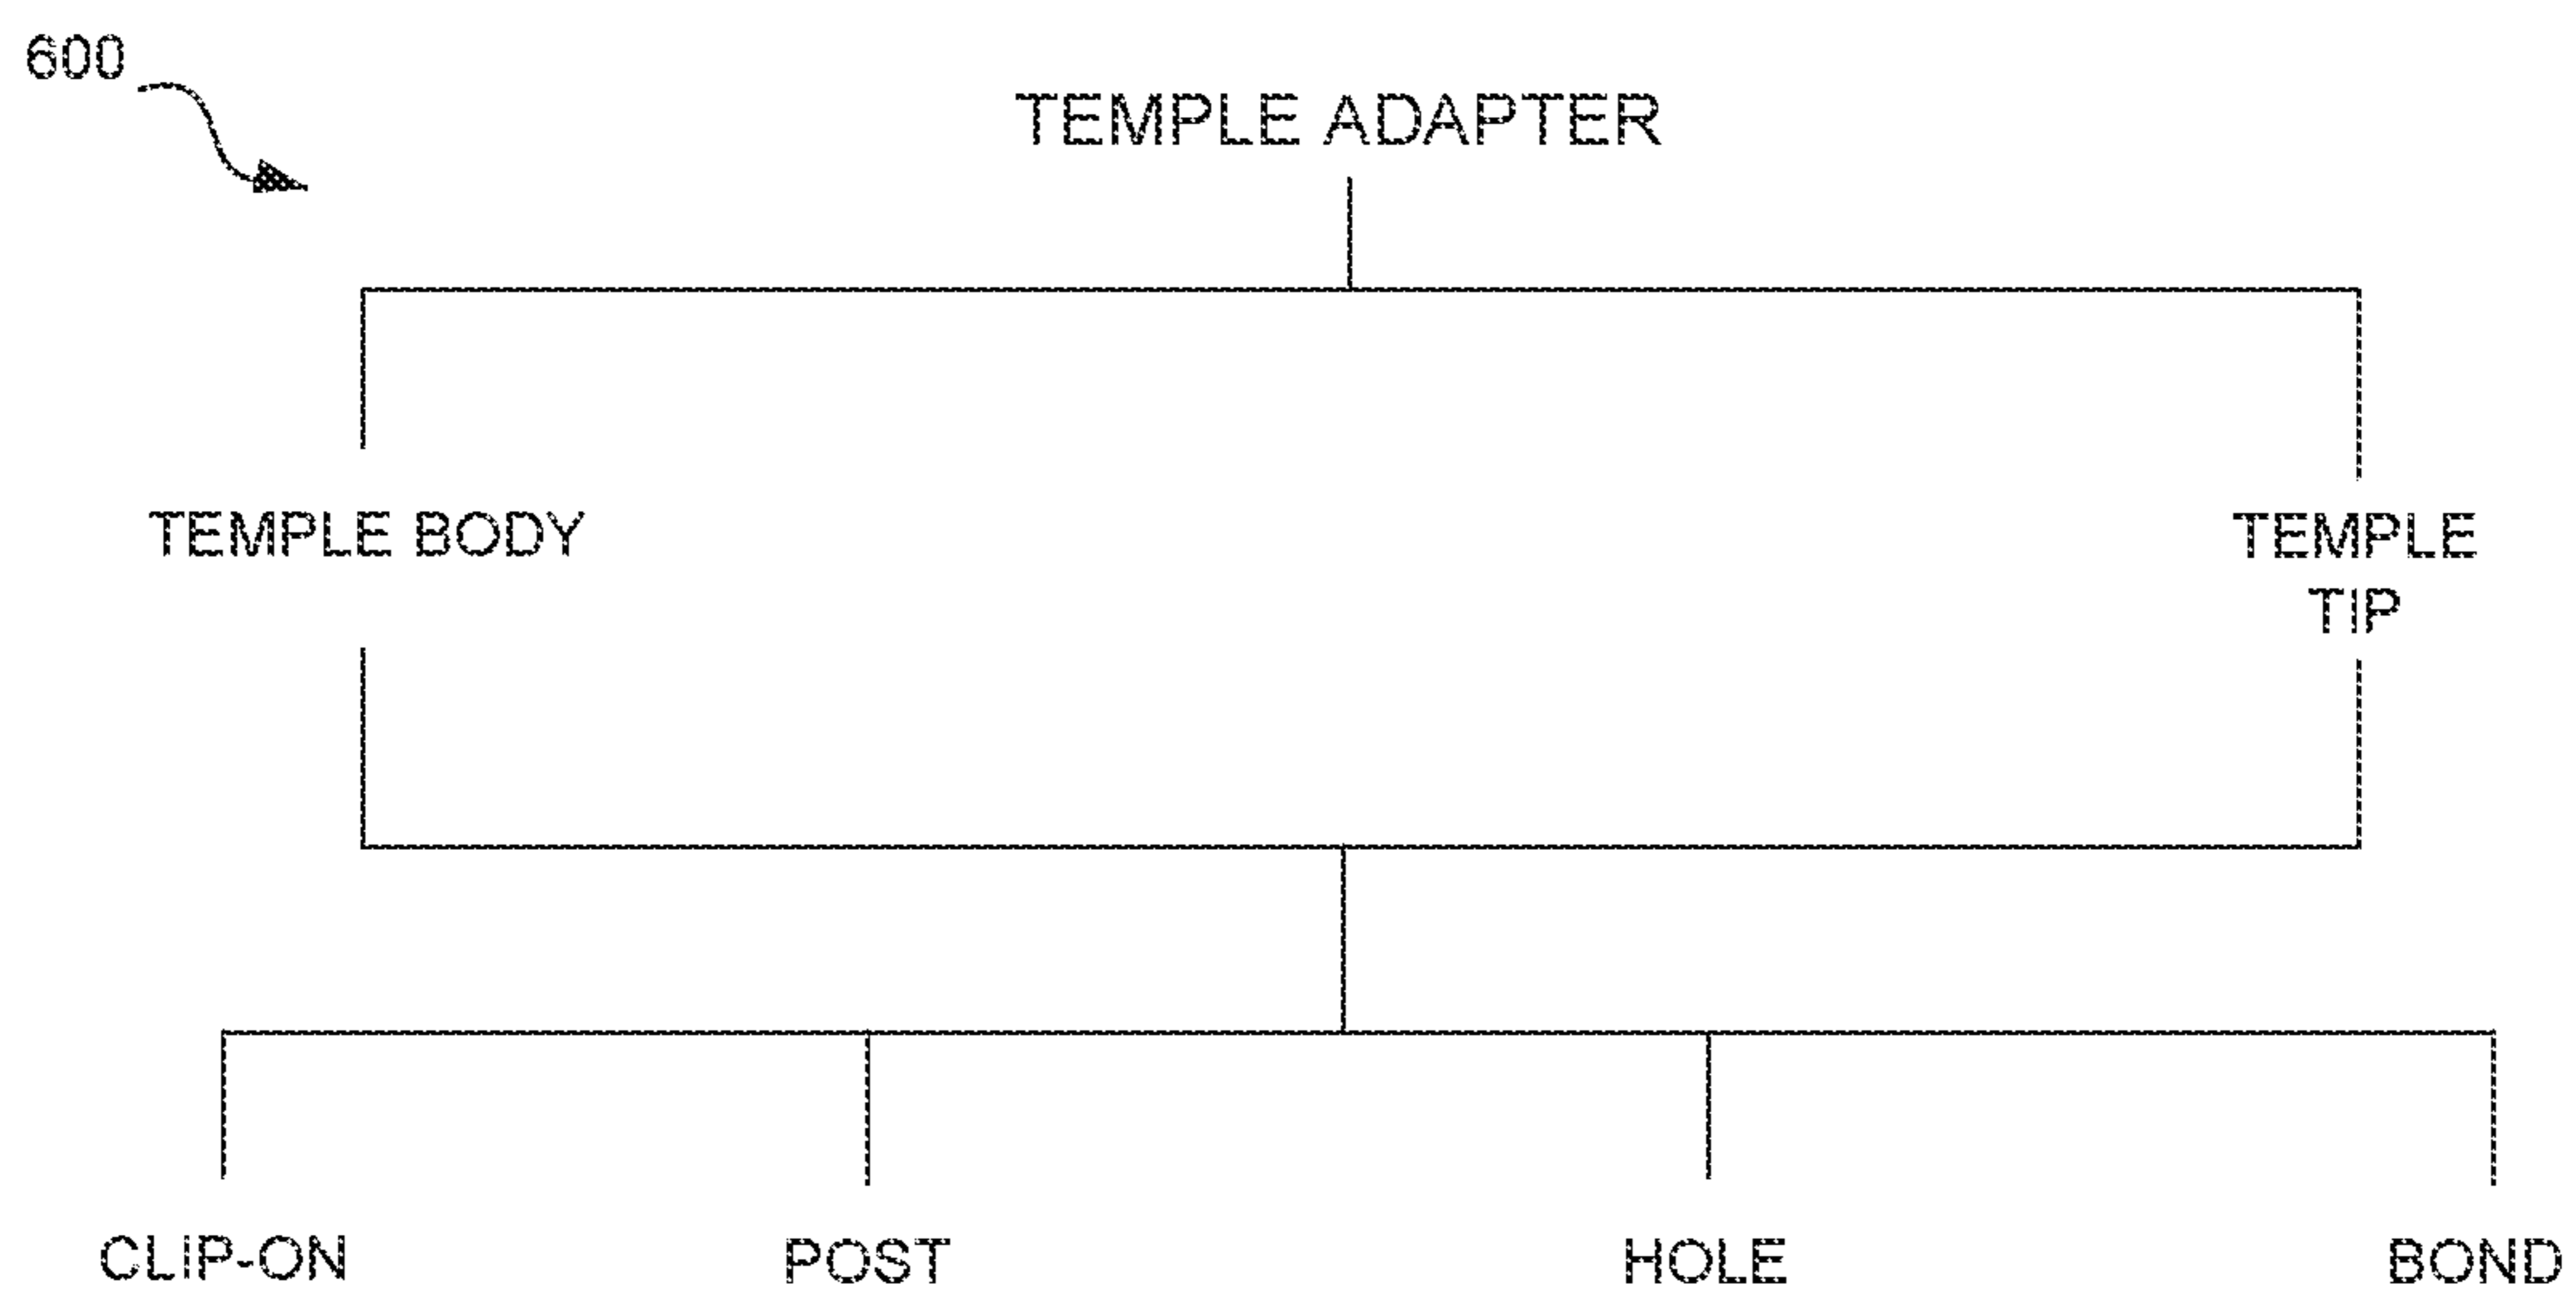 600
TEMPLE ADAPTER
TEMPLE BODY
TEMPLE
TIP
CLIP-ON
POST
HOLE
BOND